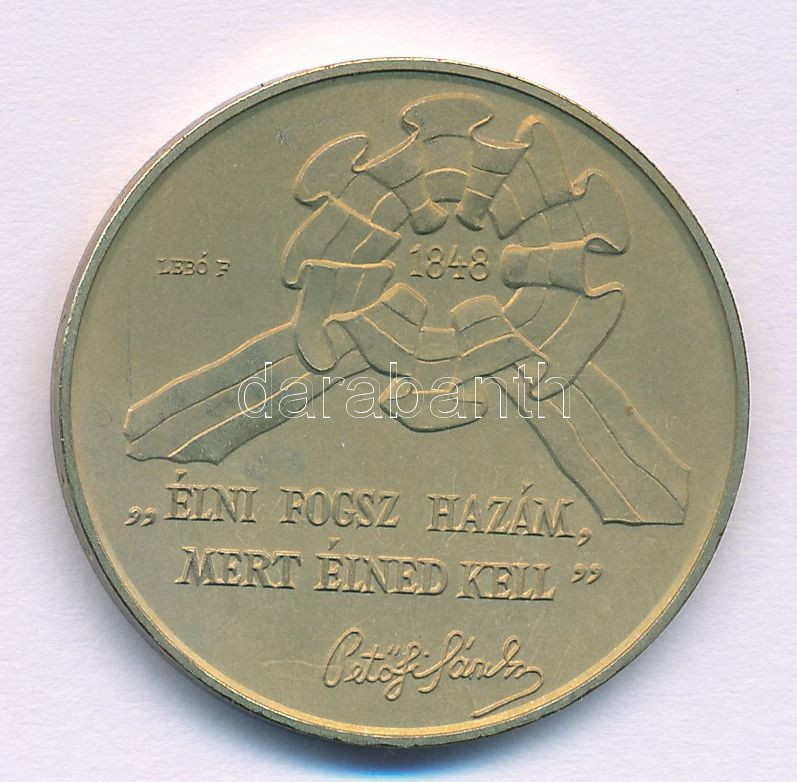 1848
LEBÓ F
darabanth
„ÉLNI FOGSZ HAZÁM,
MERT ÉLNED KELL”
Petőfi Sándor